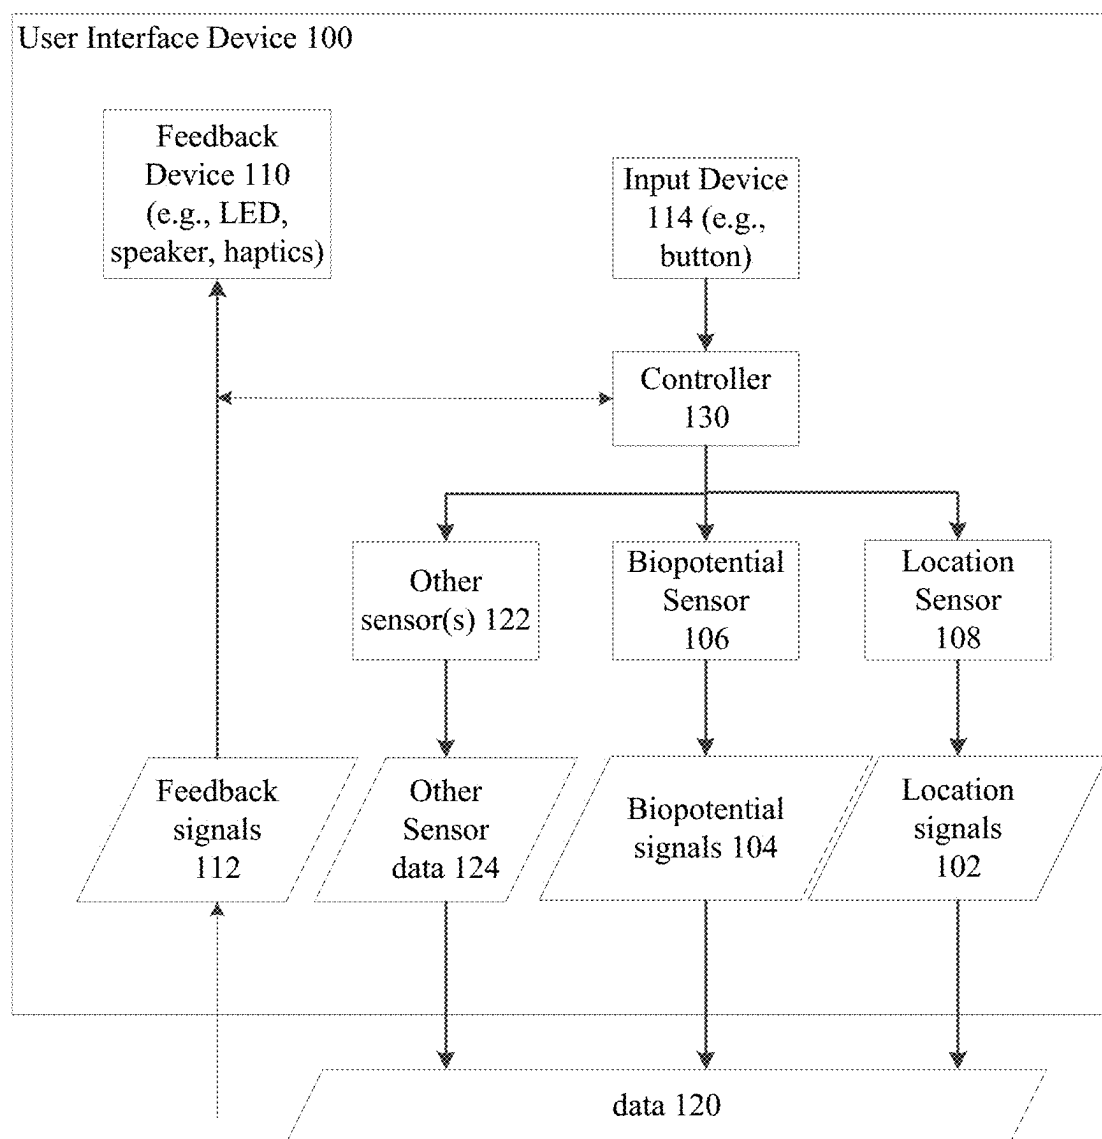 User Interface Device 100
Feedback
Device 110
(e.g., LED,
speaker, haptics)
Input Device
114 (e.g.,
button)
Controller
130
Other
sensor(s) 122
Biopotential
Sensor
106
Location
Sensor
108
Feedback
signals
112
Other
Sensor
data 124
Biopotential
signals 104
Location
signals
102
data 120